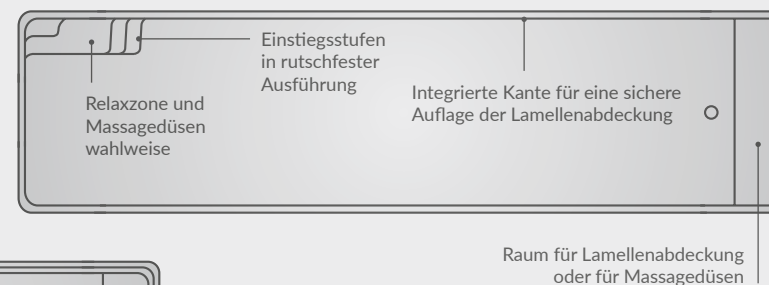 Einstiegsstufen
in rutschfester
Ausführung
Relaxzone und
Massagedüsen
wahlweise
Integrierte Kante für eine sichere
Auflage der Lamellenabdeckung
Raum für Lamellenabdeckung
oder für Massagedüsen